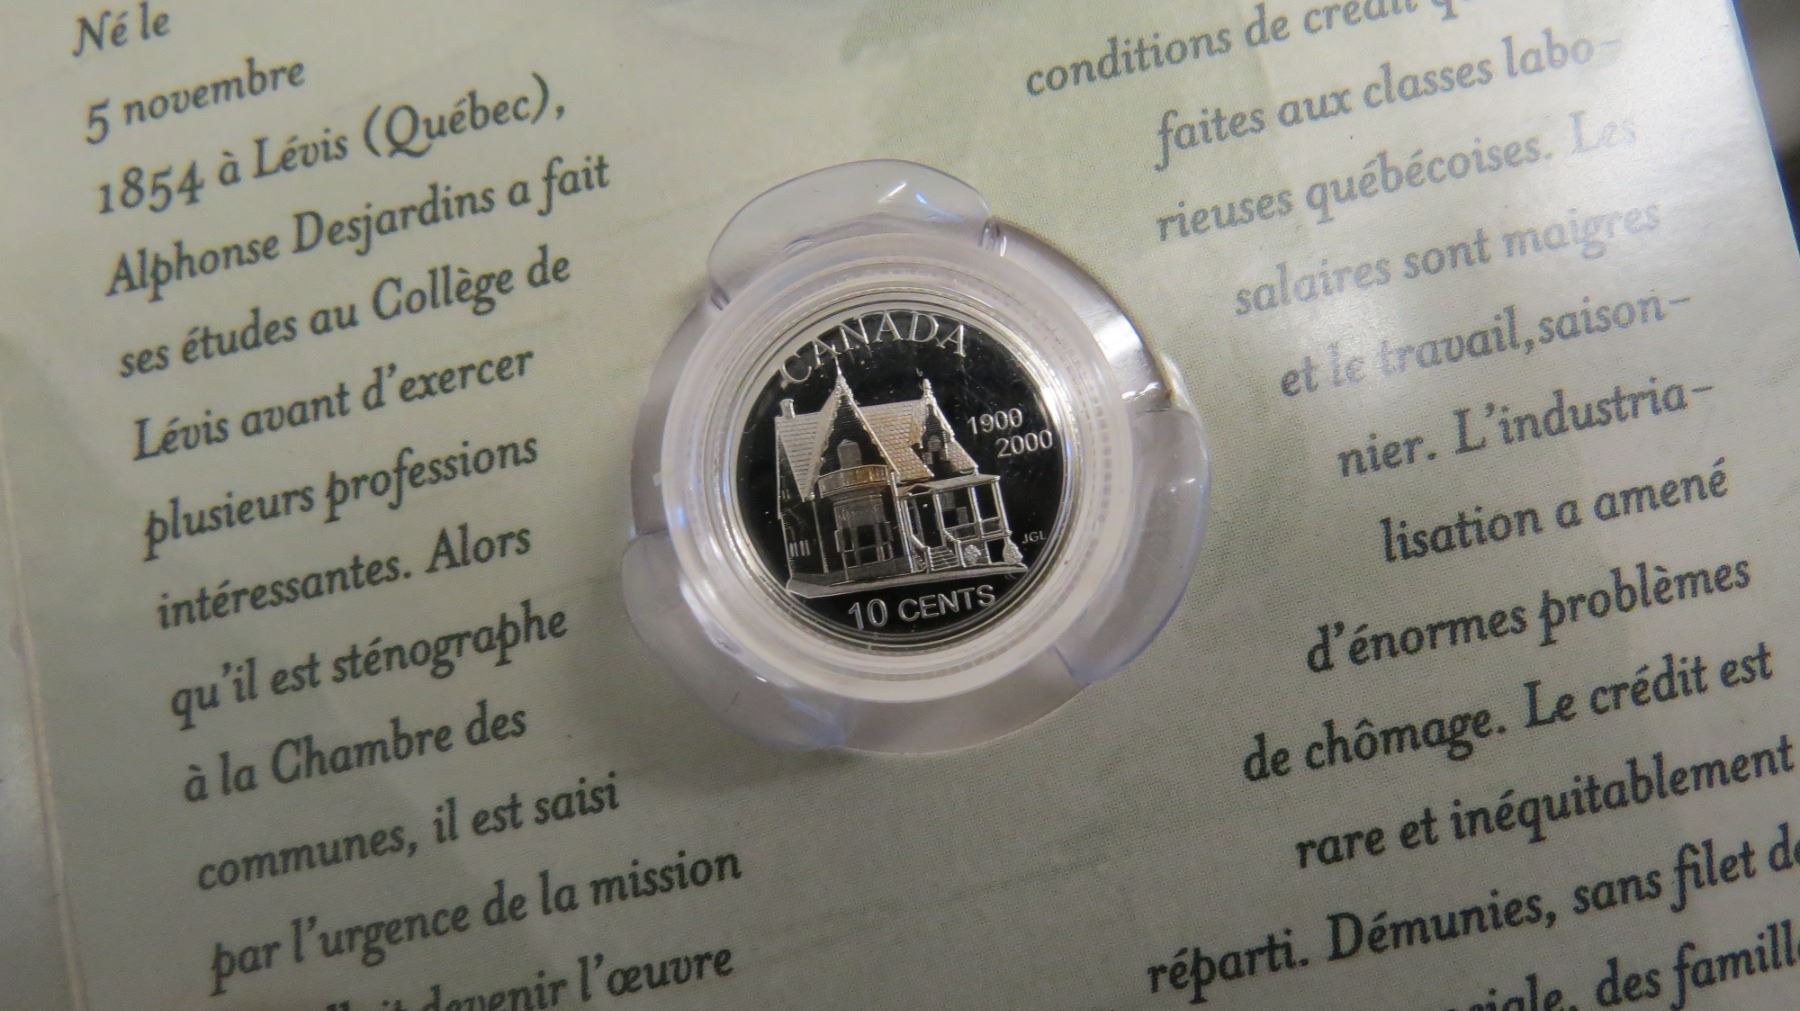 Né le
5 novembre
1854 à Lévis (Québec),
Alphonse Desjardins a fait
ses études au Collège de
Lévis avant d'exercer
plusieurs professions
intéressantes. Alors
qu'il est sténographe
à la Chambre des
communes, il est saisi
par l'urgence de la mission
devenir l'œuvre
CANADA
1900
2000
JGL
10 CENTS
conditions de crédit
faites aux classes labo-
rieuses québécoises. Les
salaires sont maigres
et le travail, saison-
nier. L'industria-
lisation a amené
d'énormes problèmes
de chômage. Le crédit est
rare et inéquitablement
réparti. Démunies, sans filet de
des famill